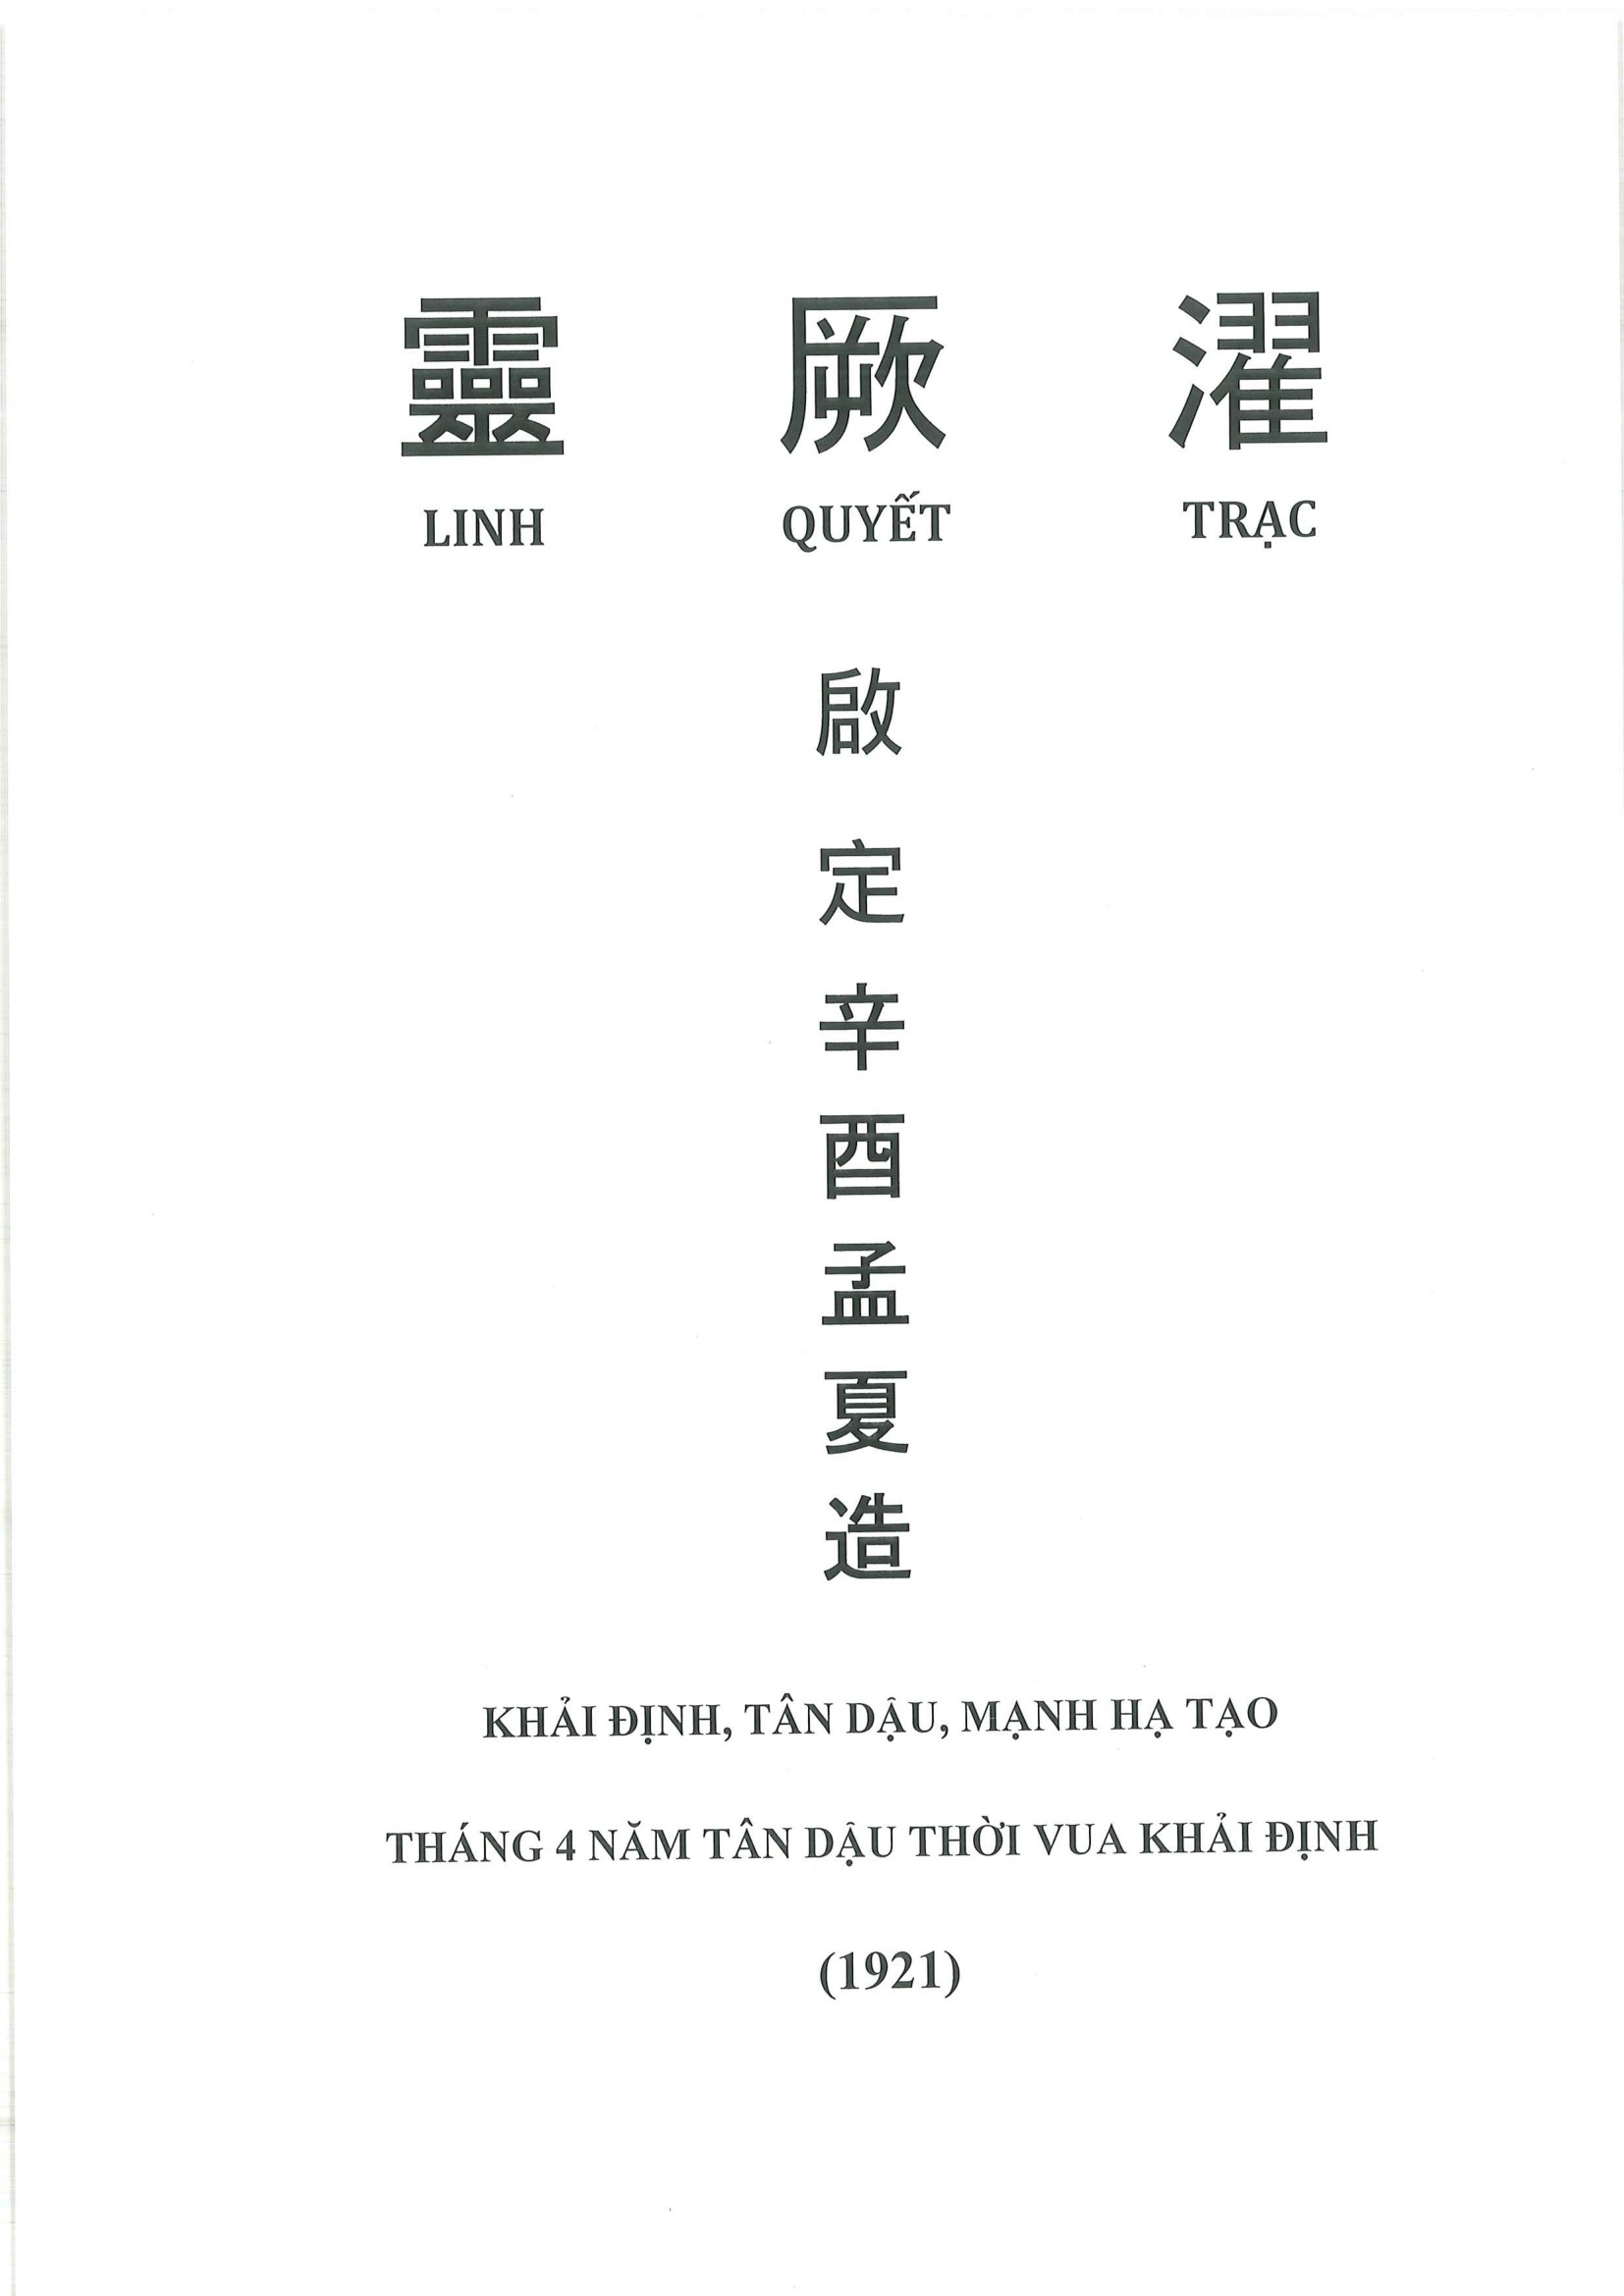 靈 厥 濯
LINH QUYẾT TRẠC
啟
定
辛
酉
孟
夏
造
KHẢI ĐỊNH, TÂN DẬU, MẠNH HẠ TẠO
THÁNG 4 NĂM TÂN DẬU THỜI VUA KHẢI ĐỊNH
(1921)